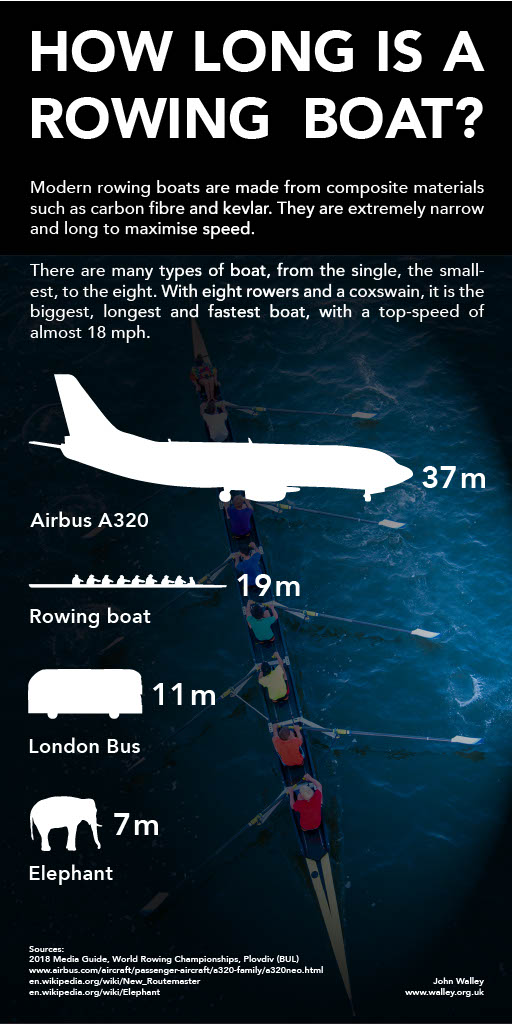 HOW LONG IS A
ROWING BOAT?
Modern rowing boats are made from composite materials
such as carbon fibre and kevlar. They are extremely narrow
and long to maximise speed.
There are many types of boat, from the single, the small-
est, to the eight. With eight rowers and a coxswain, it is the
biggest, longest and fastest boat, with a top-speed of
almost 18 mph.
37m
Airbus A320
19m
Rowing boat
11m
London Bus
7m
Elephant
Sources:
2018 Media Guide, World Rowing Championships, Plovdiv (BUL)
www.airbus.com/aircraft/passenger-aircraft/a320-family/a320neo.html
en.wikipedia.org/wiki/New_Routemaster
en.wikipedia.org/wiki/Elephant
John Walley
www.walley.org.uk